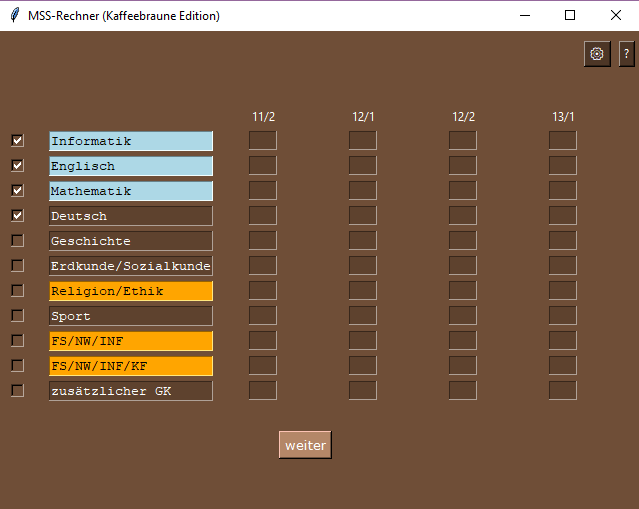 MSS-Rechner (Kaffeebraune Edition)
?
11/2 12/1 12/2 13/1
Informatik
Englisch
Mathematik
Deutsch
Geschichte
Erdkunde/Sozialkunde
Religion/Ethik
Sport
FS/NW/INF
FS/NW/INF/KF
zusätzlicher GK
weiter